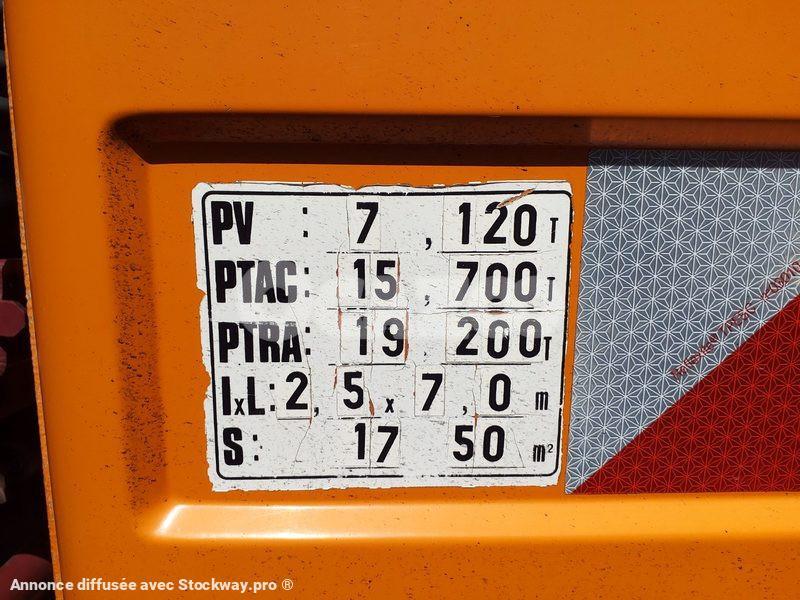 PV : 7 , 120 T
PTAC : 15 , 700 T
PTRA : 19 , 200 T
IxL : 2 , 5 x 7 , 0 m
S : 17 50 m²
Annonce diffusée avec Stockway.pro ®